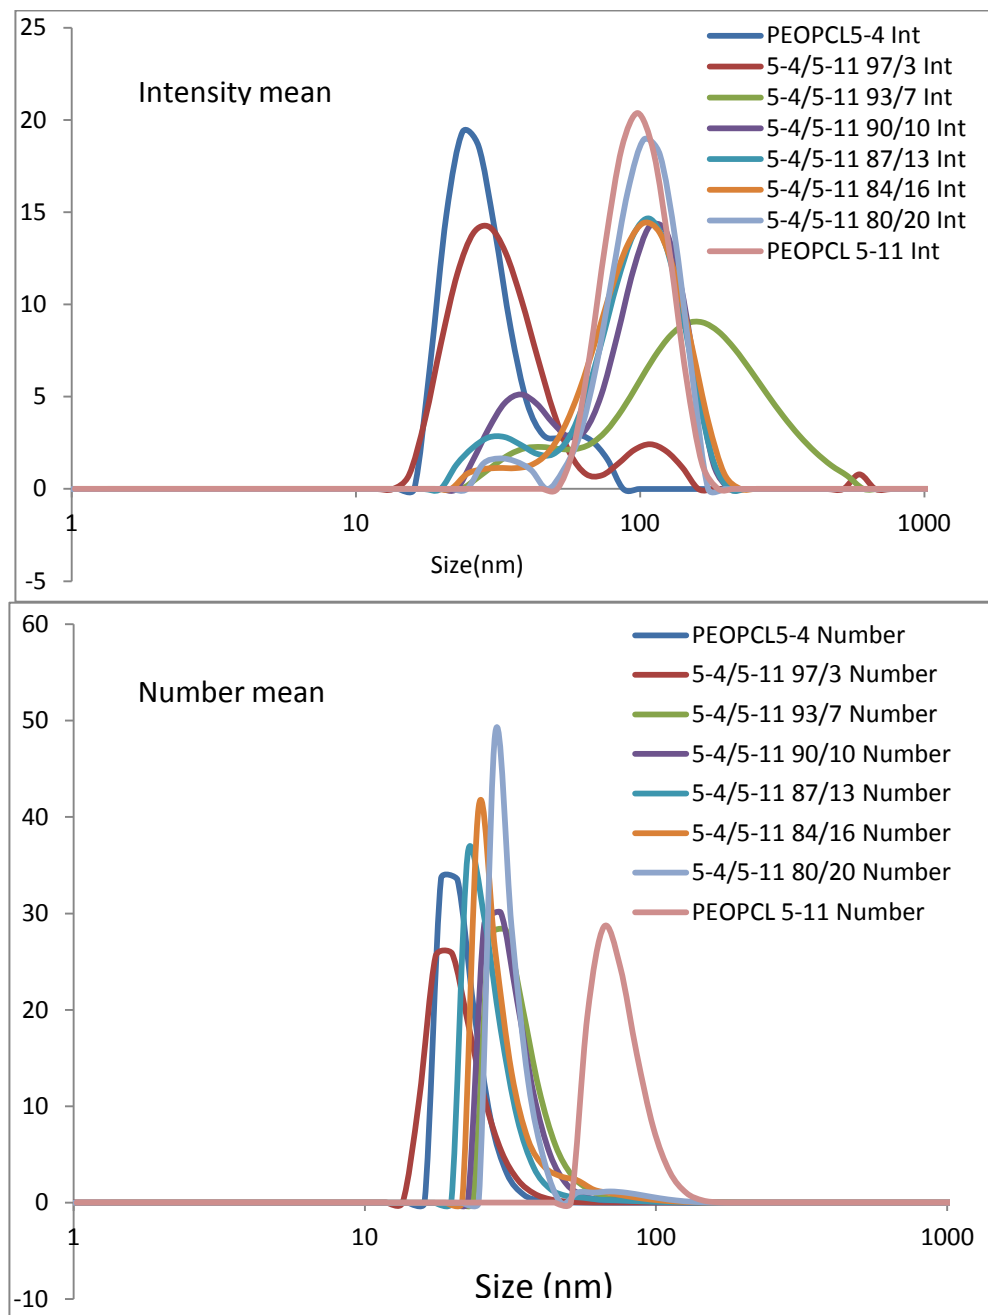 25
20
15
10
5
0
-5
Intensity mean
PEOPCL5-4 Int
5-4/5-11 97/3 Int
5-4/5-11 93/7 Int
5-4/5-11 90/10 Int
5-4/5-11 87/13 Int
5-4/5-11 84/16 Int
5-4/5-11 80/20 Int
PEOPCL 5-11 Int
1 10 100 1000
Size(nm)
60
50
40
30
20
10
0
-10
Number mean
PEOPCL5-4 Number
5-4/5-11 97/3 Number
5-4/5-11 93/7 Number
5-4/5-11 90/10 Number
5-4/5-11 87/13 Number
5-4/5-11 84/16 Number
5-4/5-11 80/20 Number
PEOPCL 5-11 Number
1 10 100 1000
Size (nm)